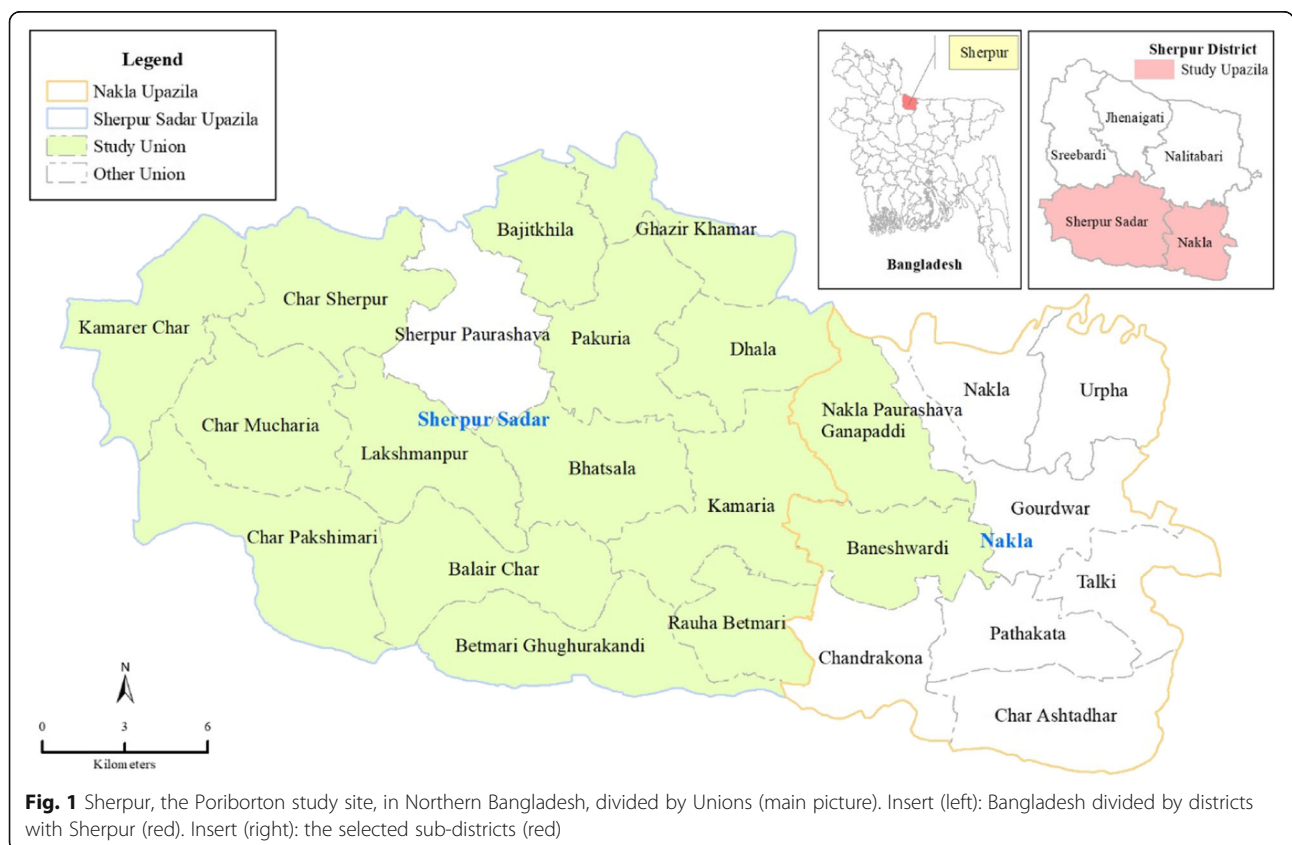 Legend
Nakla Upazila
Sherpur Sadar Upazila
Study Union
Other Union
Sherpur
Bangladesh
Sherpur District
Study Upazila
Jhenaigati
Sreebardi
Nalitabari
Sherpur Sadar
Nakla
Bajitkhila
Ghazir Khamar
Char Sherpur
Kamarer Char
Sherpur Paurashava
Pakuria
Dhala
Nakla
Urpha
Char Mucharia
Sherpur Sadar
Nakla Paurashava
Ganapaddi
Lakshmanpur
Bhatsala
Kamaria
Gourdwar
Char Pakshimari
Baneshwardi
Nakla
Balair Char
Talki
Rauha Betmari
Betmari Ghughurakandi
Pathakata
Chandrakona
Char Ashtadhar
N
0 3 6
Kilometers
Fig. 1 Sherpur, the Poriborton study site, in Northern Bangladesh, divided by Unions (main picture). Insert (left): Bangladesh divided by districts
with Sherpur (red). Insert (right): the selected sub-districts (red)